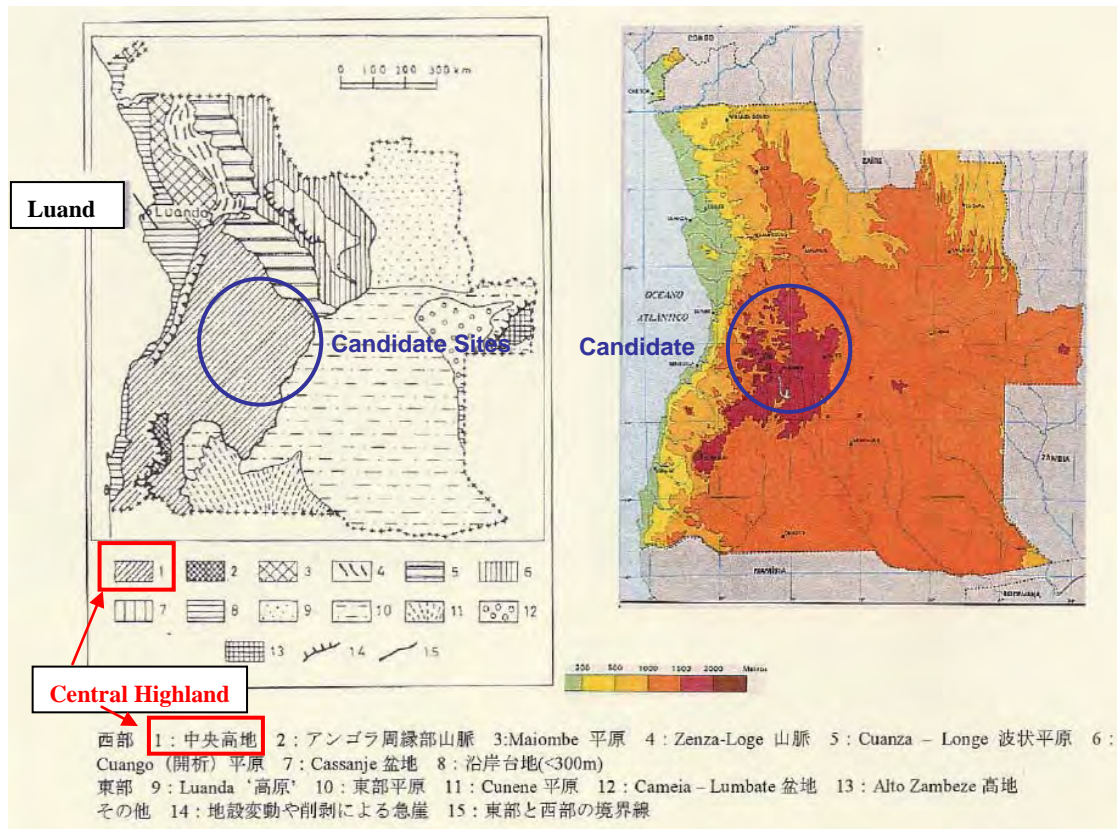 0 100 200 300 km
Luand
Luanda
Candidate Sites
1 2 3 4 5 6
7 8 9 10 11 12
13 14 15
Central Highland
CONGO
ZAÏRE
OCEANO
ATLÂNTICO
Candidate
ZAMBIA
NAMÍBIA
BOTSWANA
200 500 1000 1500 2000 Metros
西部 1：中央高地 2：アンゴラ周縁部山脈 3:Maiombe 平原 4：Zenza-Loge 山脈 5：Cuanza – Longe 波状平原 6：
Cuango（開析）平原 7：Cassanje 盆地 8：沿岸台地(<300m)
東部 9：Luanda ‘高原’ 10：東部平原 11：Cunene 平原 12：Cameia – Lumbate 盆地 13：Alto Zambeze 高地
その他 14：地殻変動や削剥による急崖 15：東部と西部の境界線